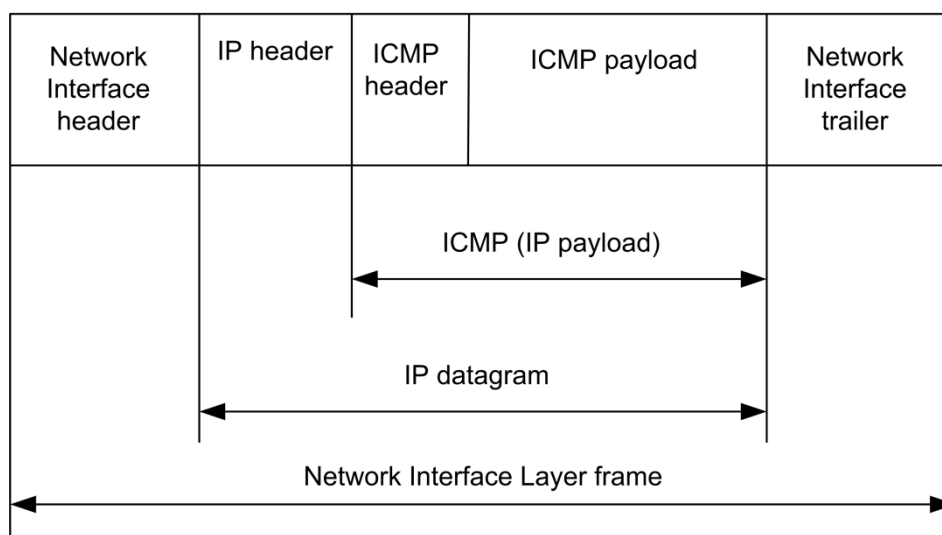 Network
Interface
header
IP header
ICMP
header
ICMP payload
Network
Interface
trailer
ICMP (IP payload)
IP datagram
Network Interface Layer frame